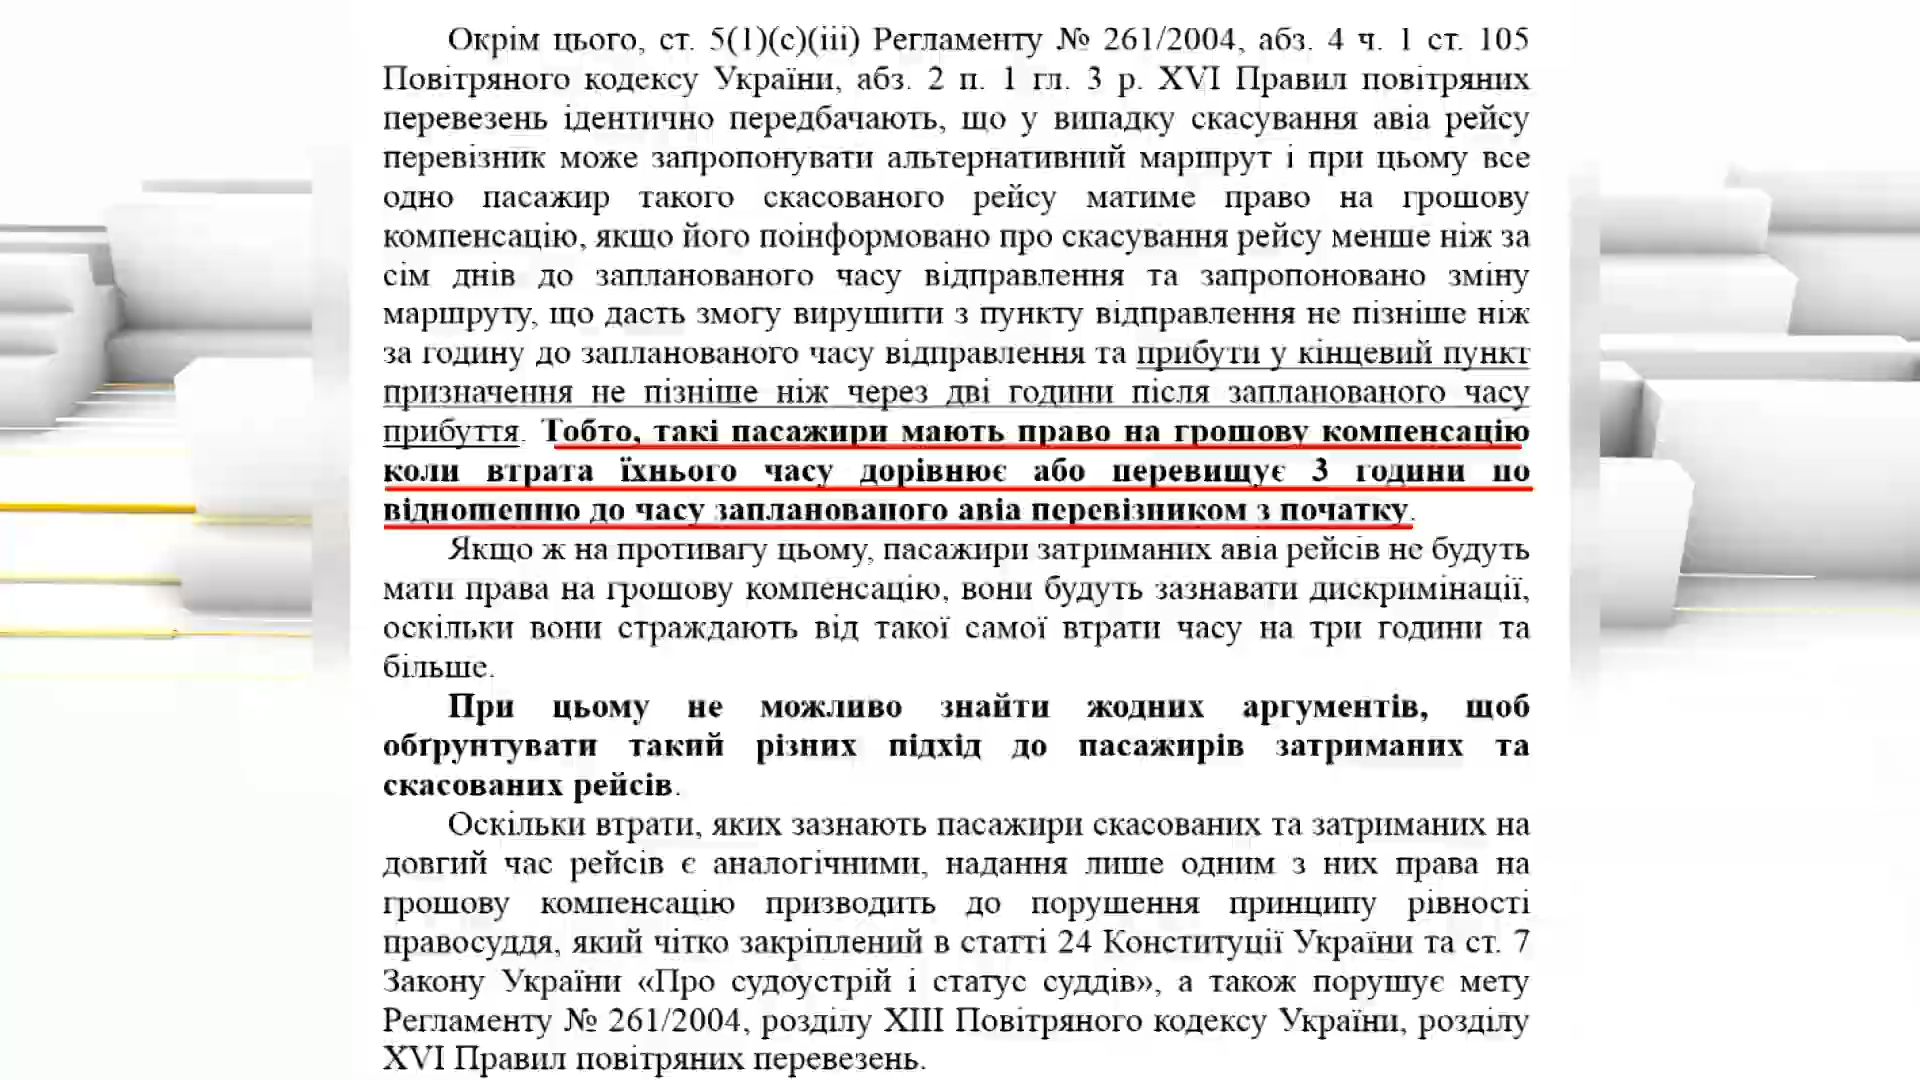 Окрім цього, ст. 5(1)(c)(iii) Регламенту № 261/2004, абз. 4 ч. 1 ст. 105
Повітряного кодексу України, абз. 2 п. 1 гл. 3 р. XVI Правил повітряних
перевезень ідентично передбачають, що у випадку скасування авіа рейсу
перевізник може запропонувати альтернативний маршрут і при цьому все
одно пасажир такого скасованого рейсу матиме право на грошову
компенсацію, якщо його поінформовано про скасування рейсу менше ніж за
сім днів до запланованого часу відправлення та запропоновано зміну
маршруту, що дасть змогу вирушити з пункту відправлення не пізніше ніж
за годину до запланованого часу відправлення та прибути у кінцевий пункт
призначення не пізніше ніж через дві години після запланованого часу
прибуття. Тобто, такі пасажири мають право на грошову компенсацію
коли втрата їхнього часу дорівнює або перевищує 3 години по
відношенню до часу запланованого авіа перевізником з початку.
Якщо ж на противагу цьому, пасажири затриманих авіа рейсів не будуть
мати права на грошову компенсацію, вони будуть зазнавати дискримінації,
оскільки вони страждають від такої самої втрати часу на три години та
більше.
При цьому не можливо знайти жодних аргументів, щоб
обґрунтувати такий різних підхід до пасажирів затриманих та
скасованих рейсів.
Оскільки втрати, яких зазнають пасажири скасованих та затриманих на
довгий час рейсів є аналогічними, надання лише одним з них права на
грошову компенсацію призводить до порушення принципу рівності
правосуддя, який чітко закріплений в статті 24 Конституції України та ст. 7
Закону України «Про судоустрій і статус суддів», а також порушує мету
Регламенту № 261/2004, розділу XIII Повітряного кодексу України, розділу
XVI Правил повітряних перевезень.